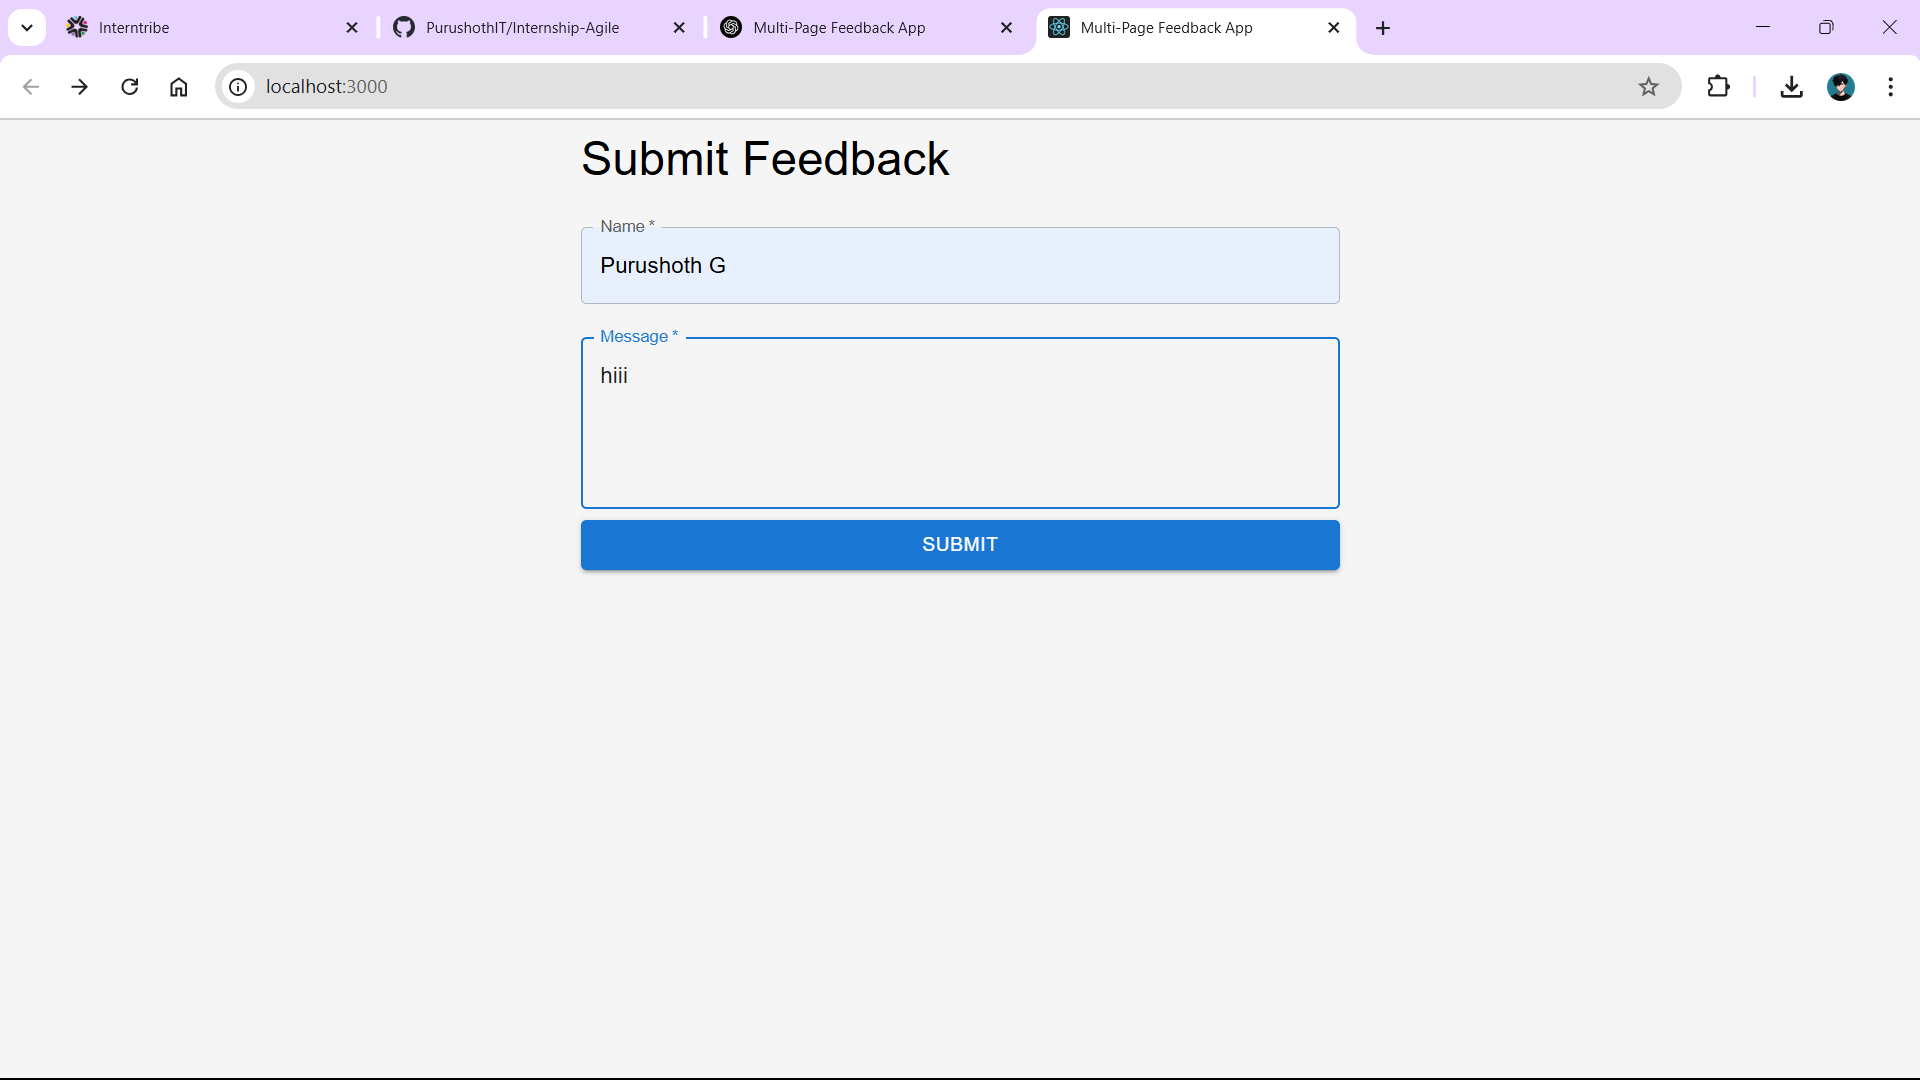 Interntribe
PurushothIT/Internship-Agile
Multi-Page Feedback App
Multi-Page Feedback App
localhost:3000
Submit Feedback
Name *
Purushoth G
Message *
hiii
SUBMIT